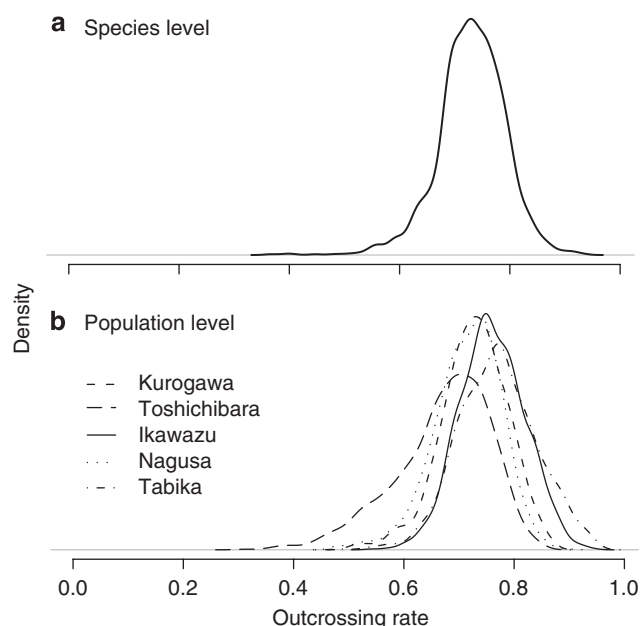 a Species level
Density
b Population level
Kurogawa
Toshichibara
Ikawazu
Nagusa
Tabika
0.0 0.2 0.4 0.6 0.8 1.0
Outcrossing rate